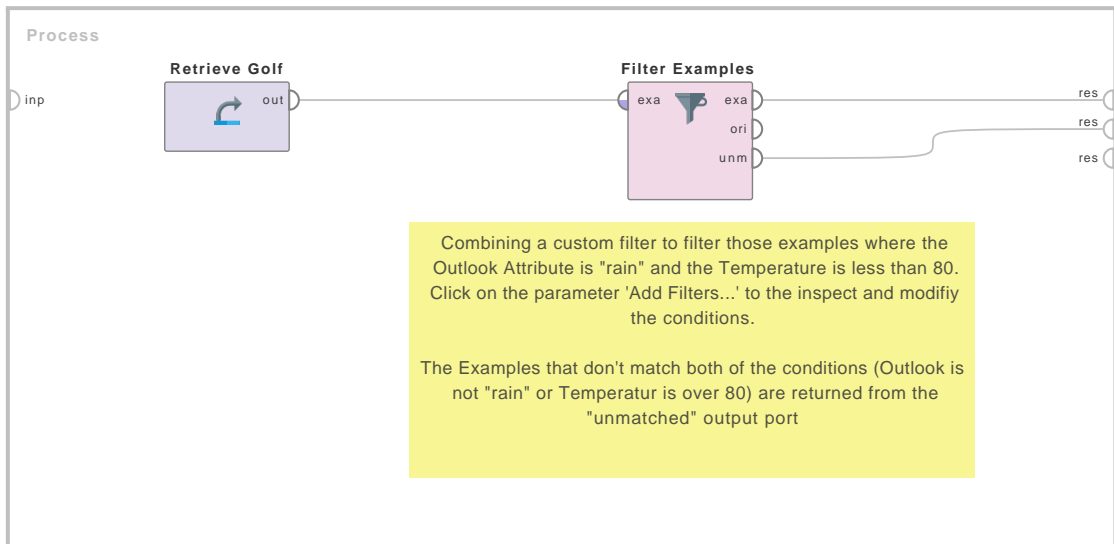 Process
Retrieve Golf
Filter Examples
inp
out
exa
exa
res
ori
res
unm
res
Combining a custom filter to filter those examples where the
Outlook Attribute is "rain" and the Temperature is less than 80.
Click on the parameter 'Add Filters...' to the inspect and modifiy
the conditions.
The Examples that don't match both of the conditions (Outlook is
not "rain" or Temperatur is over 80) are returned from the
"unmatched" output port